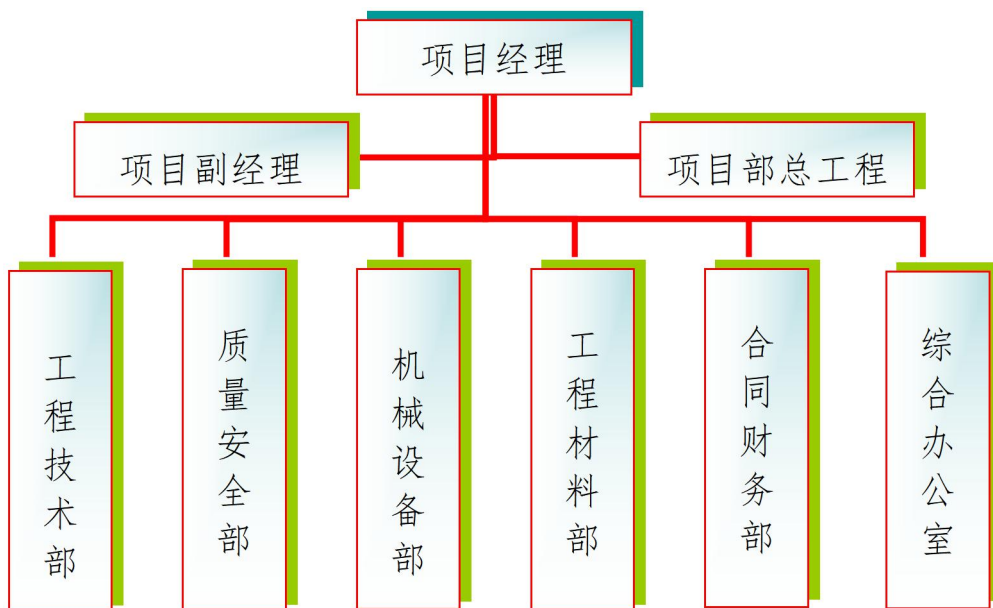 项目经理
项目副经理
项目部总工程
工程技术部
质量安全部
机械设备部
工程材料部
合同财务部
综合办公室